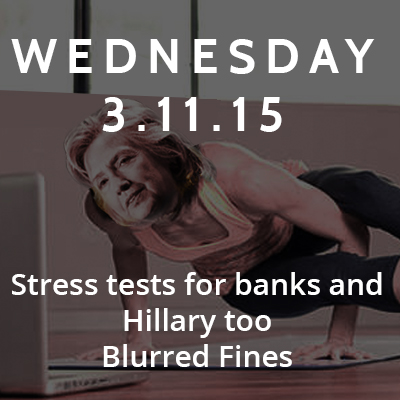 WEDNESDAY
3.11.15
Stress tests for banks and
Hillary too
Blurred Fines